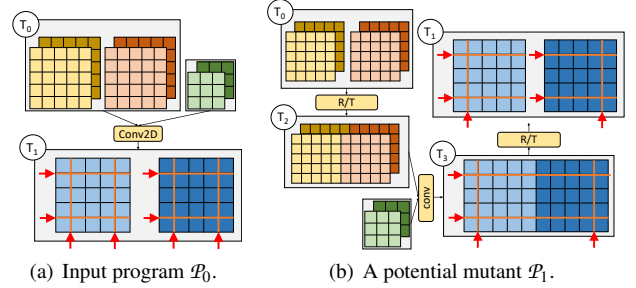 T₀
Conv2D
T₁
(a) Input program 𝒫₀.
T₀
R/T
T₂
conv
T₃
R/T
T₁
(b) A potential mutant 𝒫₁.